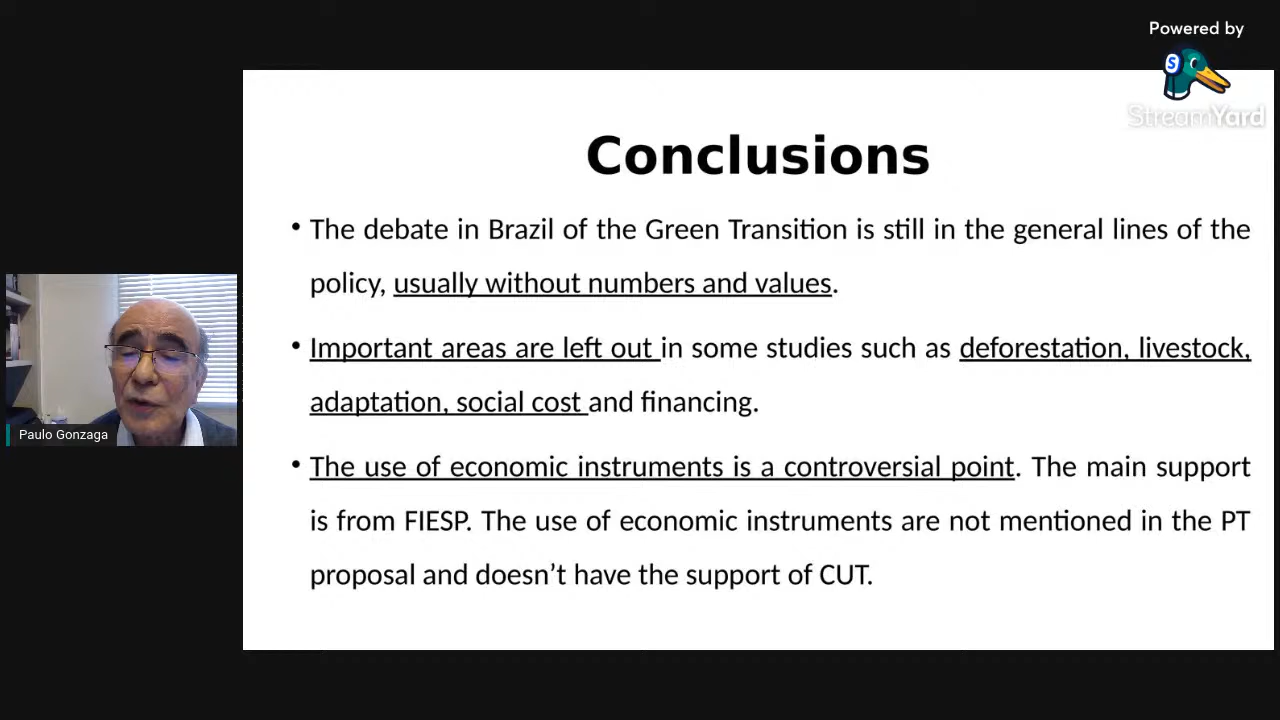 Powered by
StreamYard
Conclusions
• The debate in Brazil of the Green Transition is still in the general lines of the
policy, usually without numbers and values.
• Important areas are left out in some studies such as deforestation, livestock,
adaptation, social cost and financing.
• The use of economic instruments is a controversial point. The main support
is from FIESP. The use of economic instruments are not mentioned in the PT
proposal and doesn’t have the support of CUT.
Paulo Gonzaga